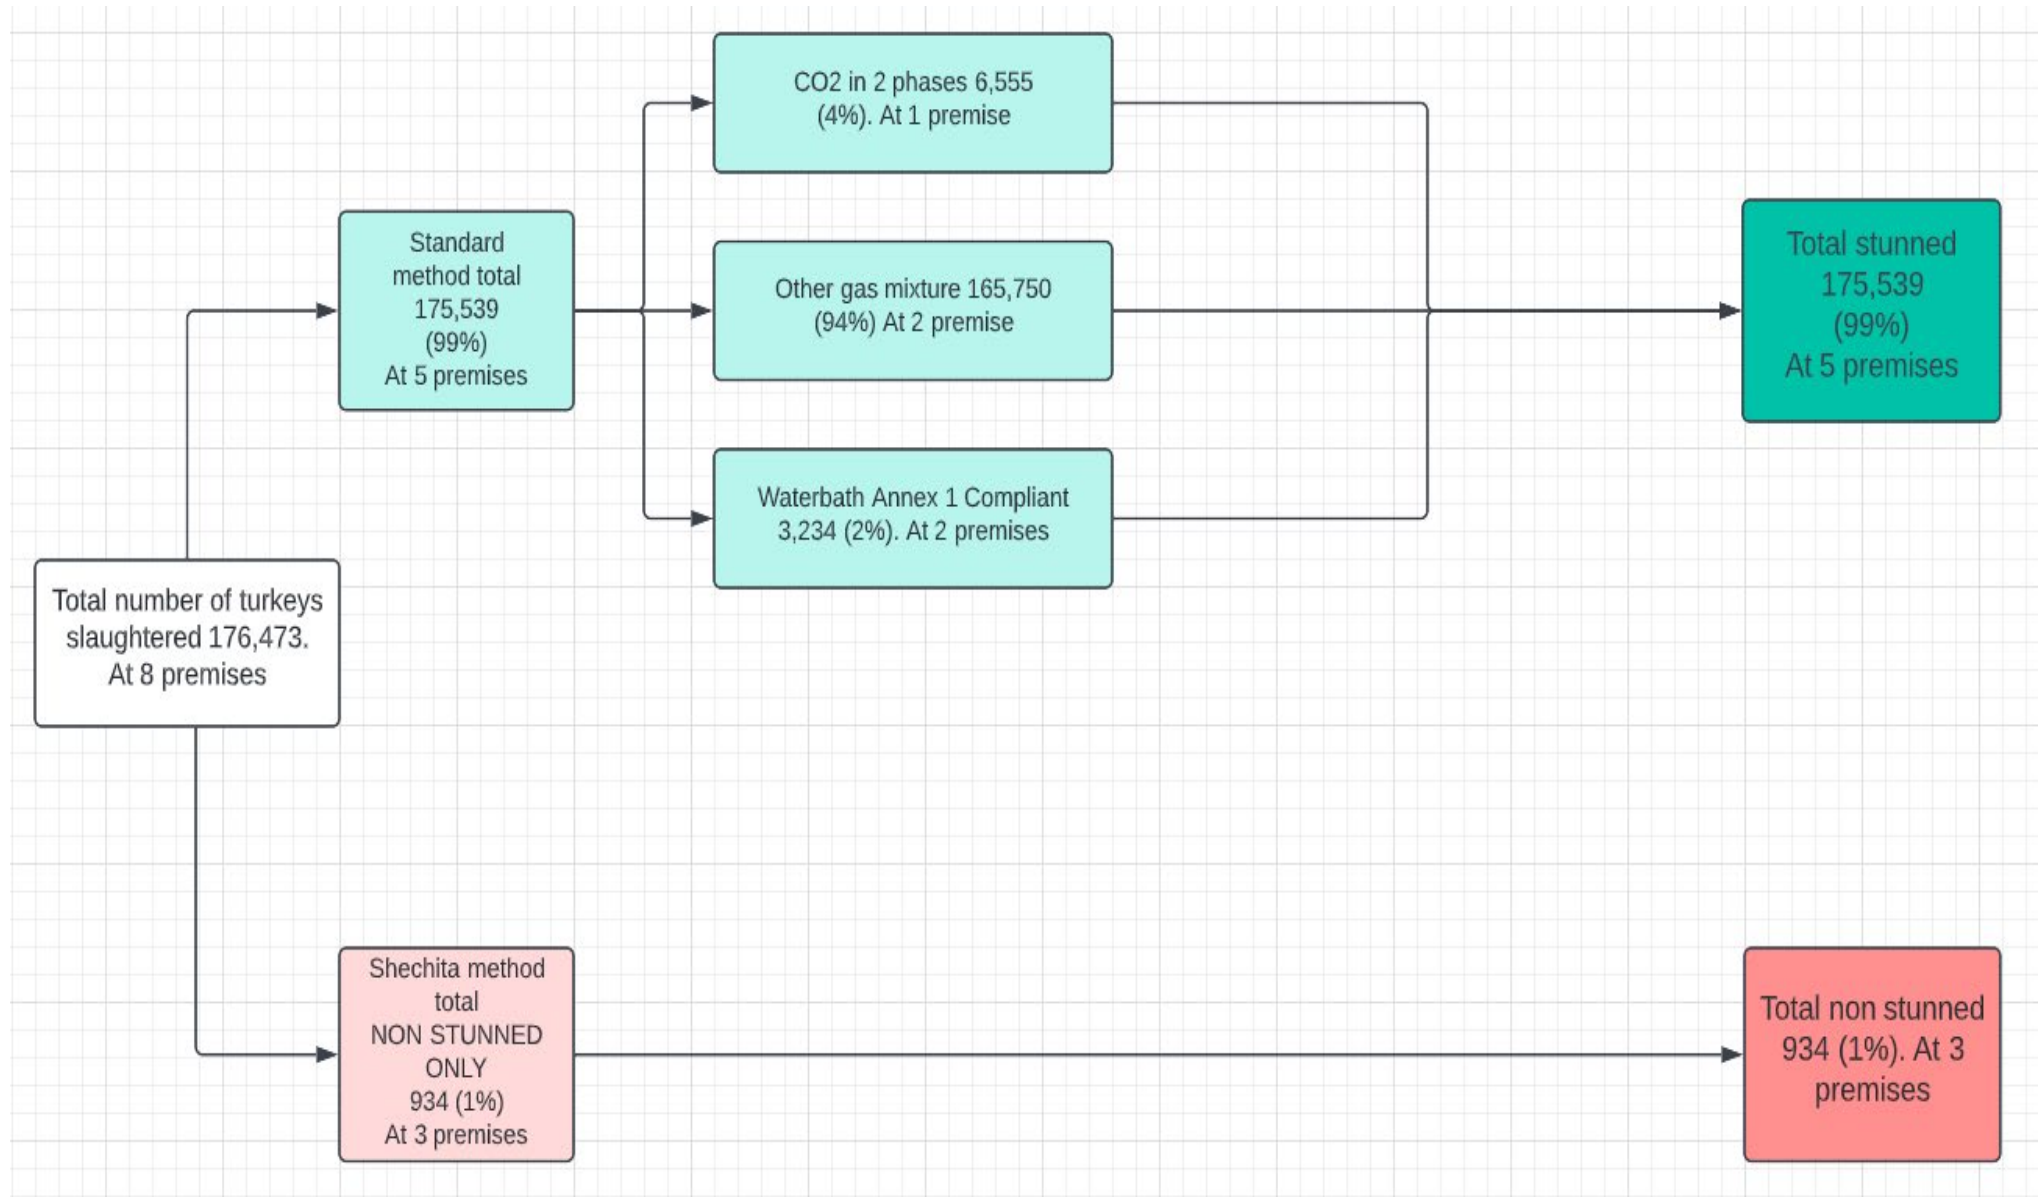 CO2 in 2 phases 6,555
(4%). At 1 premise
Standard
method total
175,539
(99%)
At 5 premises
Other gas mixture 165,750
(94%) At 2 premise
Total stunned
175,539
(99%)
At 5 premises
Waterbath Annex 1 Compliant
3,234 (2%). At 2 premises
Total number of turkeys
slaughtered 176,473.
At 8 premises
Shechita method
total
NON STUNNED
ONLY
934 (1%)
At 3 premises
Total non stunned
934 (1%). At 3
premises